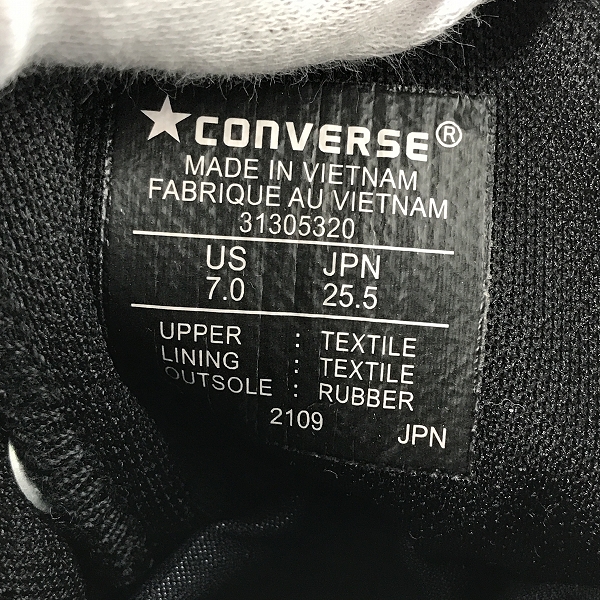 CONVERSE®
MADE IN VIETNAM
FABRIQUE AU VIETNAM
31305320
US JPN
7.0 25.5
UPPER : TEXTILE
LINING : TEXTILE
OUTSOLE : RUBBER
2109 JPN